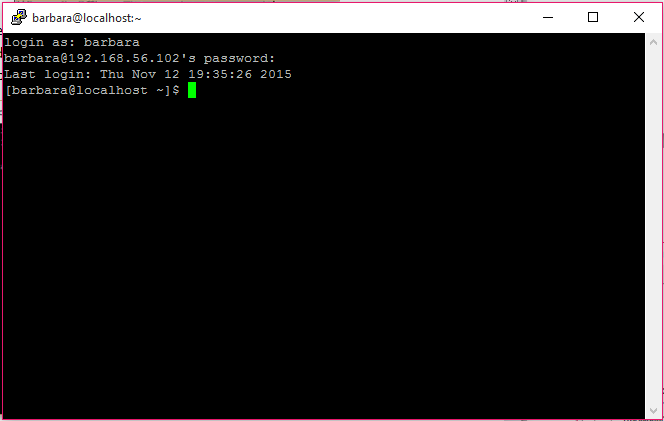 barbara@localhost:~
login as: barbara
barbara@192.168.56.102's password:
Last login: Thu Nov 12 19:35:26 2015
[barbara@localhost ~]$